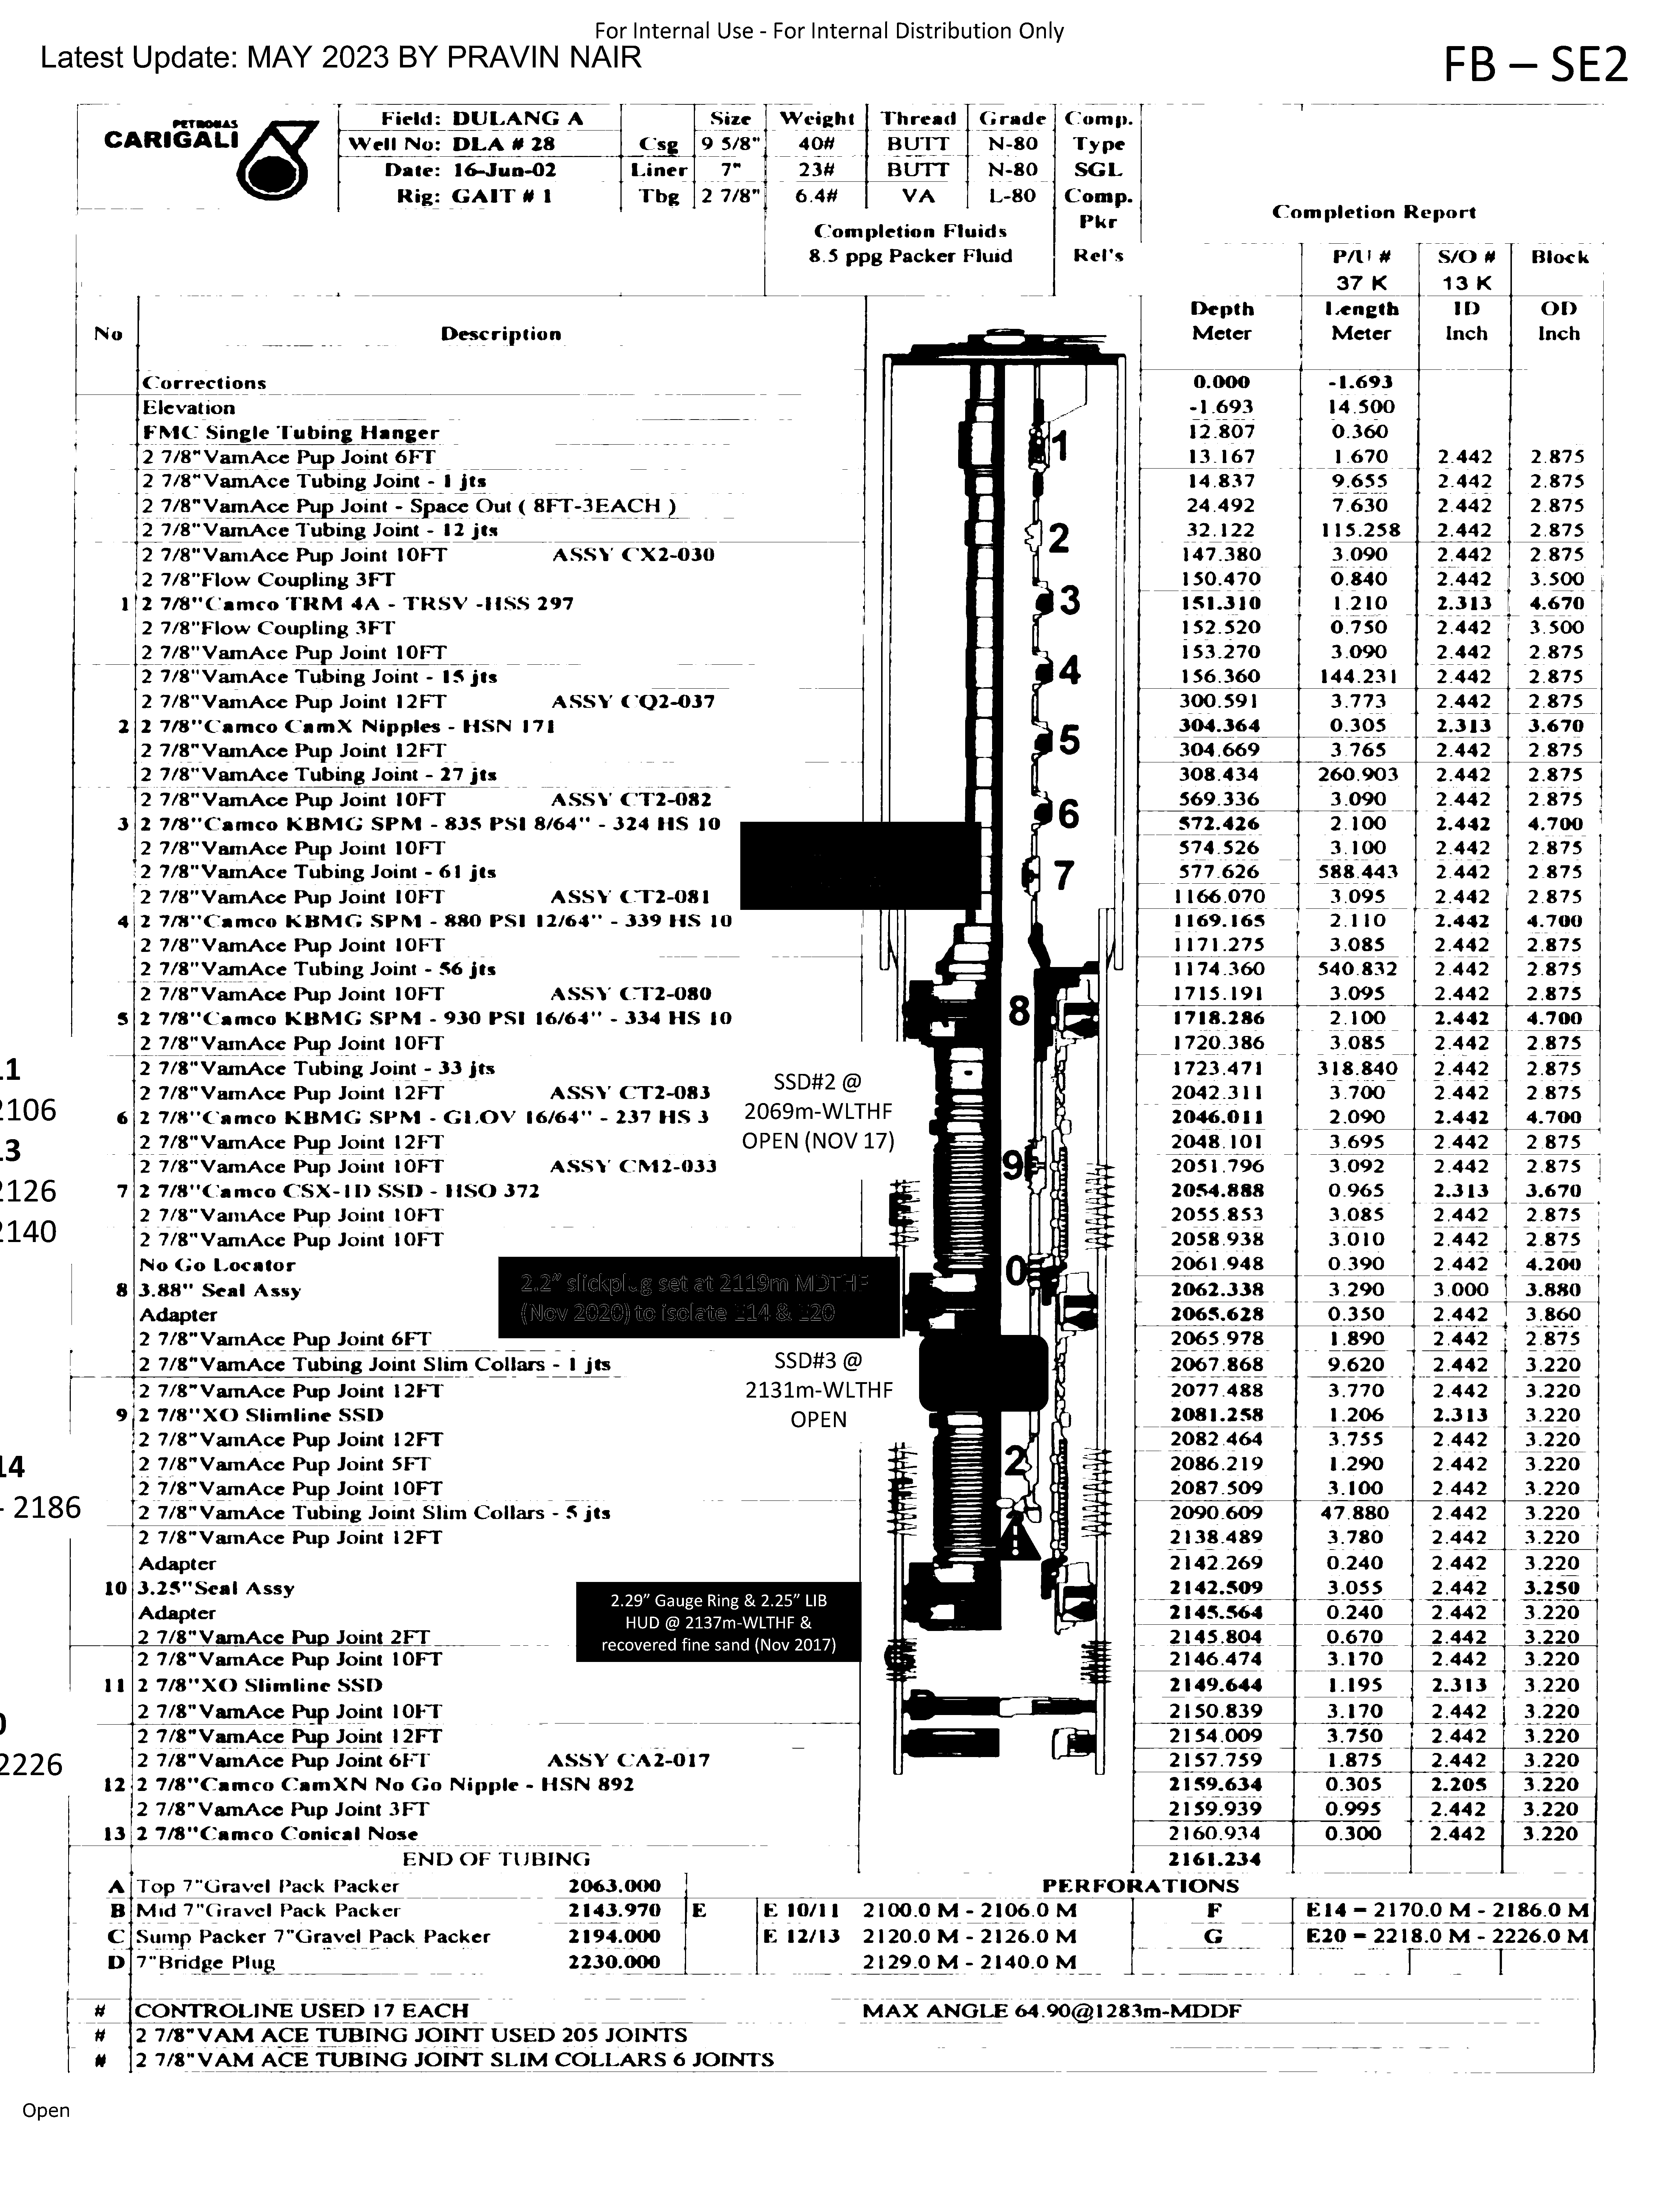 For Internal Use - For Internal Distribution Only
Latest Update: MAY 2023 BY PRAVIN NAIR
FB – SE2
PETRONAS
CARIGALI
Field: DULANG A Size Weight Thread Grade Comp.
Well No: DLA # 28 Csg 9 5/8" 40# BUTT N-80 Type
Date: 16-Jun-02 Liner 7" 23# BUTT N-80 SGL
Rig: GAIT # 1 Tbg 2 7/8" 6.4# VA L-80 Comp.
Pkr
Completion Report
Completion Fluids
8.5 ppg Packer Fluid Rel's
P/U # S/O # Block
37 K 13 K
Depth Length ID OD
No Description Meter Meter Inch Inch
Corrections 0.000 -1.693
Elevation -1.693 14.500
FMC Single Tubing Hanger 12.807 0.360
2 7/8"VamAce Pup Joint 6FT 13.167 1.670 2.442 2.875
2 7/8"VamAce Tubing Joint - 1 jts 14.837 9.655 2.442 2.875
2 7/8"VamAce Pup Joint - Space Out ( 8FT-3EACH ) 24.492 7.630 2.442 2.875
2 7/8"VamAce Tubing Joint - 12 jts 32.122 115.258 2.442 2.875
2 7/8"VamAce Pup Joint 10FT ASSY CX2-030 147.380 3.090 2.442 2.875
2 7/8"Flow Coupling 3FT 150.470 0.840 2.442 3.500
1 2 7/8"Camco TRM 4A - TRSV -HSS 297 151.310 1.210 2.313 4.670
2 7/8"Flow Coupling 3FT 152.520 0.750 2.442 3.500
2 7/8"VamAce Pup Joint 10FT 153.270 3.090 2.442 2.875
2 7/8"VamAce Tubing Joint - 15 jts 156.360 144.231 2.442 2.875
2 7/8"VamAce Pup Joint 12FT ASSY CQ2-037 300.591 3.773 2.442 2.875
2 2 7/8"Camco CamX Nipples - HSN 171 304.364 0.305 2.313 3.670
2 7/8"VamAce Pup Joint 12FT 304.669 3.765 2.442 2.875
2 7/8"VamAce Tubing Joint - 27 jts 308.434 260.903 2.442 2.875
2 7/8"VamAce Pup Joint 10FT ASSY CT2-082 569.336 3.090 2.442 2.875
3 2 7/8"Camco KBMG SPM - 835 PSI 8/64" - 324 HS 10 572.426 2.100 2.442 4.700
2 7/8"VamAce Pup Joint 10FT 574.526 3.100 2.442 2.875
2 7/8"VamAce Tubing Joint - 61 jts 577.626 588.443 2.442 2.875
2 7/8"VamAce Pup Joint 10FT ASSY CT2-081 1166.070 3.095 2.442 2.875
4 2 7/8"Camco KBMG SPM - 880 PSI 12/64" - 339 HS 10 1169.165 2.110 2.442 4.700
2 7/8"VamAce Pup Joint 10FT 1171.275 3.085 2.442 2.875
2 7/8"VamAce Tubing Joint - 56 jts 1174.360 540.832 2.442 2.875
2 7/8"VamAce Pup Joint 10FT ASSY CT2-080 1715.191 3.095 2.442 2.875
5 2 7/8"Camco KBMG SPM - 930 PSI 16/64" - 334 HS 10 1718.286 2.100 2.442 4.700
2 7/8"VamAce Pup Joint 10FT 1720.386 3.085 2.442 2.875
2 7/8"VamAce Tubing Joint - 33 jts 1723.471 318.840 2.442 2.875
2 7/8"VamAce Pup Joint 12FT ASSY CT2-083 2042.311 3.700 2.442 2.875
6 2 7/8"Camco KBMG SPM - GLOV 16/64" - 237 HS 3 2046.011 2.090 2.442 4.700
2 7/8"VamAce Pup Joint 12FT 2048.101 3.695 2.442 2.875
2 7/8"VamAce Pup Joint 10FT ASSY CM2-033 2051.796 3.092 2.442 2.875
7 2 7/8"Camco CSX-1D SSD - HSO 372 2054.888 0.965 2.313 3.670
2 7/8"VamAce Pup Joint 10FT 2055.853 3.085 2.442 2.875
2 7/8"VamAce Pup Joint 10FT 2058.938 3.010 2.442 2.875
No Go Locator 2061.948 0.390 2.442 4.200
8 3.88" Seal Assy 2062.338 3.290 3.000 3.880
Adapter 2065.628 0.350 2.442 3.860
2 7/8"VamAce Pup Joint 6FT 2065.978 1.890 2.442 2.875
2 7/8"VamAce Tubing Joint Slim Collars - 1 jts 2067.868 9.620 2.442 3.220
2 7/8"VamAce Pup Joint 12FT 2077.488 3.770 2.442 3.220
9 2 7/8"XO Slimline SSD 2081.258 1.206 2.313 3.220
2 7/8"VamAce Pup Joint 12FT 2082.464 3.755 2.442 3.220
2 7/8"VamAce Pup Joint 5FT 2086.219 1.290 2.442 3.220
2 7/8"VamAce Pup Joint 10FT 2087.509 3.100 2.442 3.220
2 7/8"VamAce Tubing Joint Slim Collars - 5 jts 2090.609 47.880 2.442 3.220
2 7/8"VamAce Pup Joint 12FT 2138.489 3.780 2.442 3.220
Adapter 2142.269 0.240 2.442 3.220
10 3.25"Seal Assy 2142.509 3.055 2.442 3.250
Adapter 2145.564 0.240 2.442 3.220
2 7/8"VamAce Pup Joint 2FT 2145.804 0.670 2.442 3.220
2 7/8"VamAce Pup Joint 10FT 2146.474 3.170 2.442 3.220
11 2 7/8"XO Slimline SSD 2149.644 1.195 2.313 3.220
2 7/8"VamAce Pup Joint 10FT 2150.839 3.170 2.442 3.220
2 7/8"VamAce Pup Joint 12FT 2154.009 3.750 2.442 3.220
2 7/8"VamAce Pup Joint 6FT ASSY CA2-017 2157.759 1.875 2.442 3.220
12 2 7/8"Camco CamXN No Go Nipple - HSN 892 2159.634 0.305 2.205 3.220
2 7/8"VamAce Pup Joint 3FT 2159.939 0.995 2.442 3.220
13 2 7/8"Camco Conical Nose 2160.934 0.300 2.442 3.220
END OF TUBING 2161.234
1
2
3
4
5
6
7
8
9
0
2
SSD#2 @
2069m-WLTHF
OPEN (NOV 17)
2.2" slickplug set at 2119m MDTHF
(Nov 2020) to isolate E14 & E20
SSD#3 @
2131m-WLTHF
OPEN
2.29" Gauge Ring & 2.25" LIB
HUD @ 2137m-WLTHF &
recovered fine sand (Nov 2017)
11
2106
13
2126
2140
14
- 2186
0
2226
A Top 7"Gravel Pack Packer 2063.000 PERFORATIONS
B Mid 7"Gravel Pack Packer 2143.970 E E 10/11 2100.0 M - 2106.0 M F E14 = 2170.0 M - 2186.0 M
C Sump Packer 7"Gravel Pack Packer 2194.000 E 12/13 2120.0 M - 2126.0 M G E20 = 2218.0 M - 2226.0 M
D 7"Bridge Plug 2230.000 2129.0 M - 2140.0 M
# CONTROLINE USED 17 EACH MAX ANGLE 64.90@1283m-MDDF
# 2 7/8"VAM ACE TUBING JOINT USED 205 JOINTS
# 2 7/8"VAM ACE TUBING JOINT SLIM COLLARS 6 JOINTS
Open